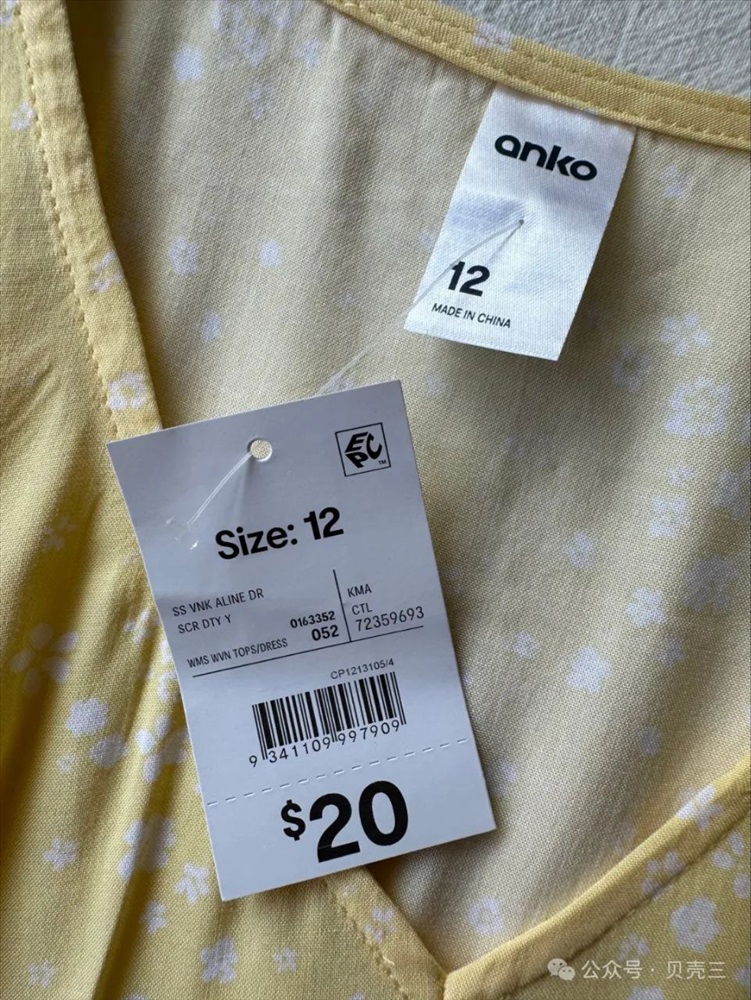 anko
12
MADE IN CHINA
EPC™
Size: 12
SS VNK ALINE DR
SCR DTY Y
0163352
052
WMS WVN TOPS/DRESS
KMA
CTL
72359693
CP1213105/4
9 341109 997909
$20
公众号 · 贝壳三